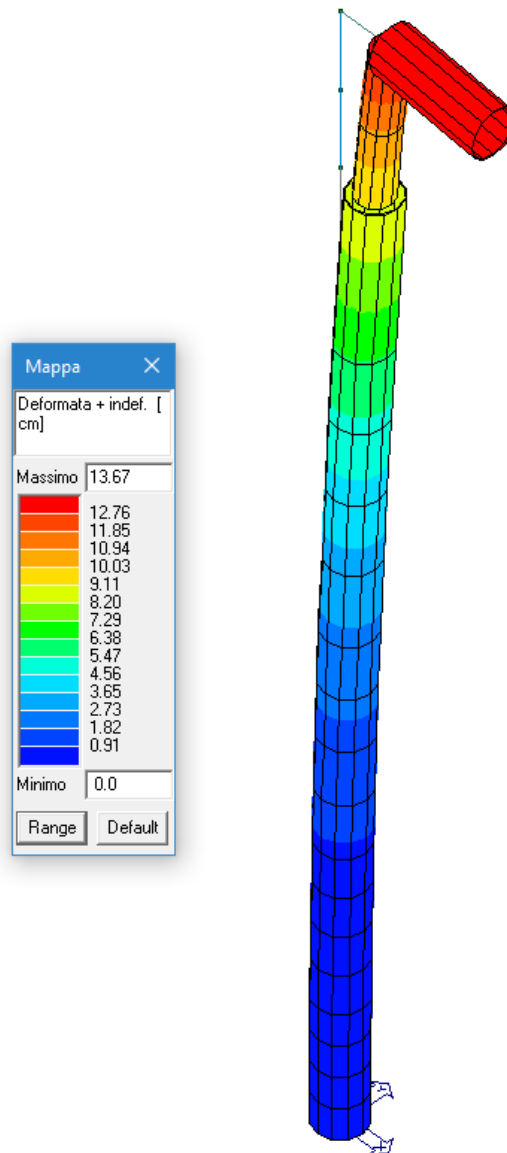 Mappa
Deformata + indef. [
cm]
Massimo 13.67
12.76
11.85
10.94
10.03
9.11
8.20
7.29
6.38
5.47
4.56
3.65
2.73
1.82
0.91
Minimo 0.0
Range Default